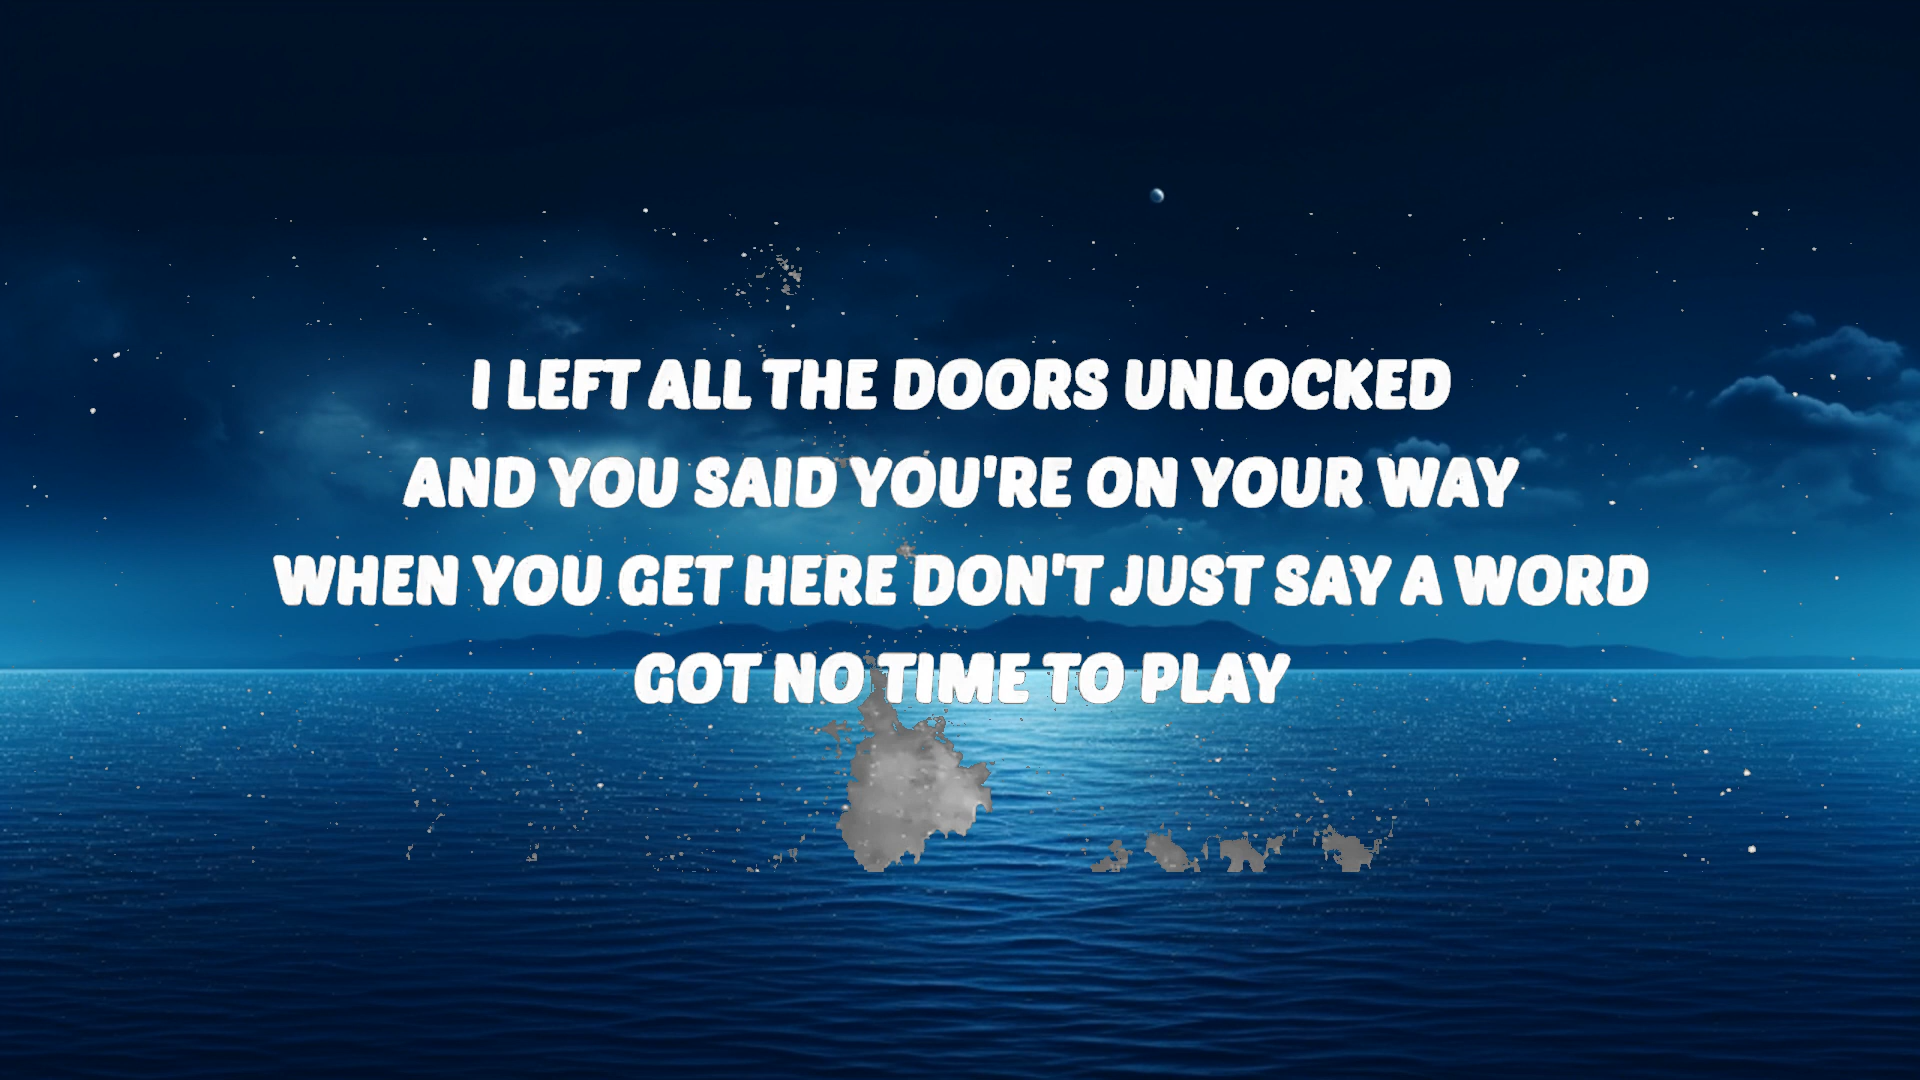 I LEFT ALL THE DOORS UNLOCKED
AND YOU SAID YOU'RE ON YOUR WAY
WHEN YOU GET HERE DON'T JUST SAY A WORD
GOT NO TIME TO PLAY